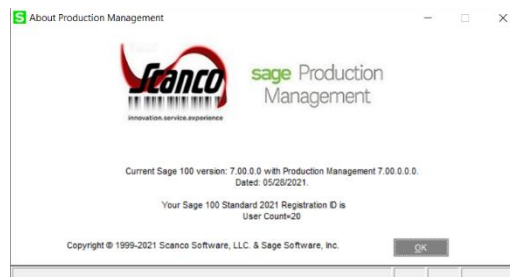 About Production Management
Scanco
innovation.service.experience
sage Production
Management
Current Sage 100 version: 7.00.0.0 with Production Management 7.00.0.0.0.
Dated: 05/28/2021.
Your Sage 100 Standard 2021 Registration ID is
User Count=20
Copyright © 1999-2021 Scanco Software, LLC. & Sage Software, Inc.
OK